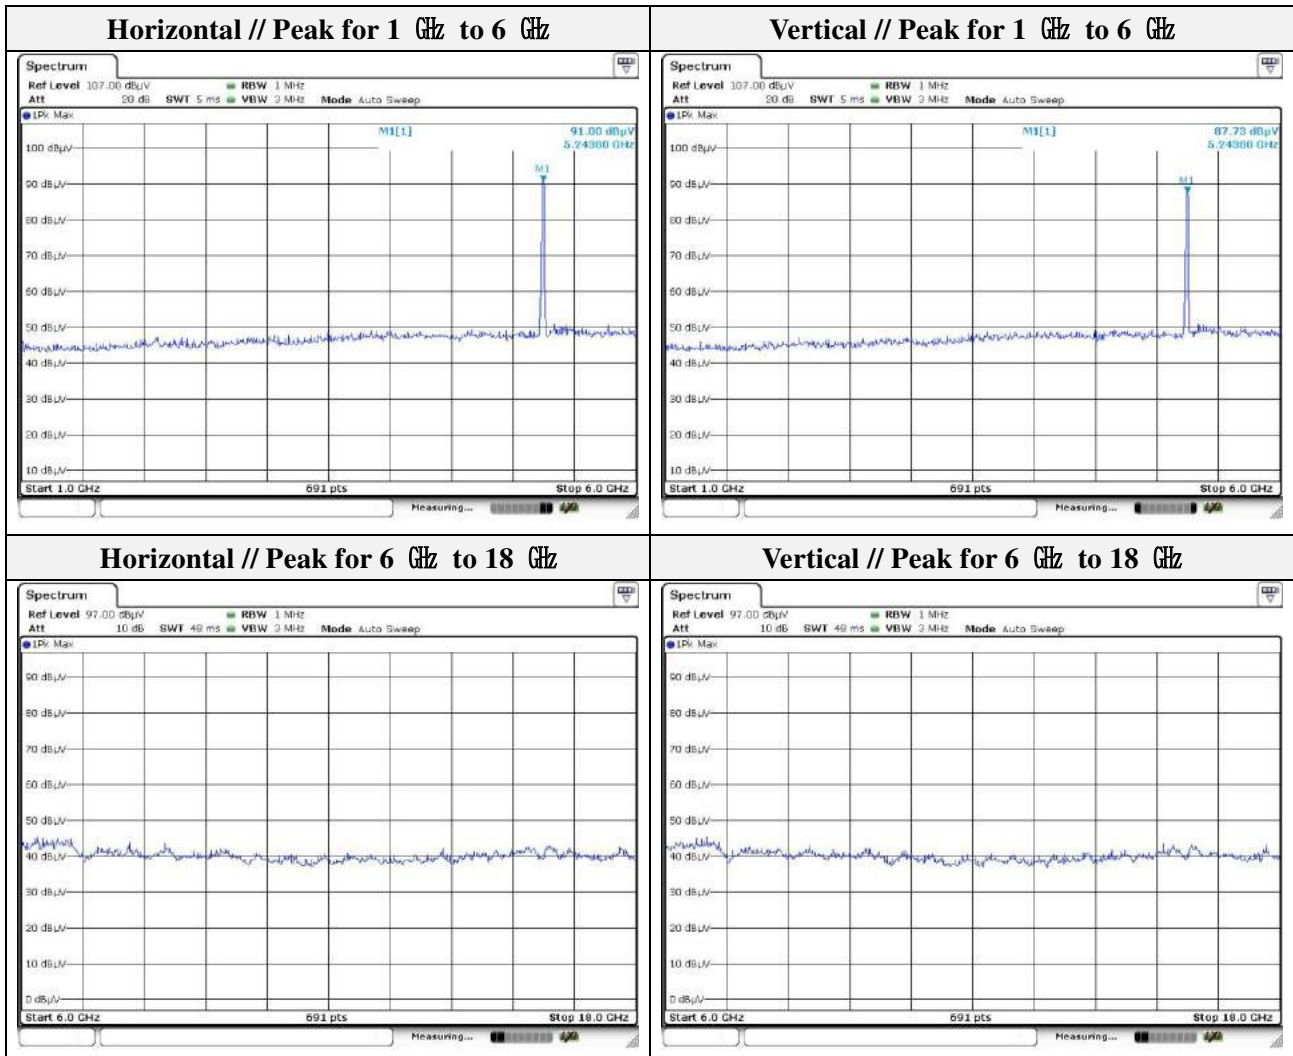 Horizontal // Peak for 1 ㎓ to 6 ㎓
Vertical // Peak for 1 ㎓ to 6 ㎓
Spectrum
Ref Level 107.00 dBµV RBW 1 MHz
Att 20 dB SWT 5 ms VBW 3 MHz Mode Auto Sweep
1Pk Max
M1[1] 91.00 dBµV
5.24380 GHz
M1
100 dBµV
90 dBµV
80 dBµV
70 dBµV
60 dBµV
50 dBµV
40 dBµV
30 dBµV
20 dBµV
10 dBµV
Start 1.0 GHz 691 pts Stop 6.0 GHz
Measuring...
Spectrum
Ref Level 107.00 dBµV RBW 1 MHz
Att 20 dB SWT 5 ms VBW 3 MHz Mode Auto Sweep
1Pk Max
M1[1] 87.73 dBµV
5.24380 GHz
M1
100 dBµV
90 dBµV
80 dBµV
70 dBµV
60 dBµV
50 dBµV
40 dBµV
30 dBµV
20 dBµV
10 dBµV
Start 1.0 GHz 691 pts Stop 6.0 GHz
Measuring...
Horizontal // Peak for 6 ㎓ to 18 ㎓
Vertical // Peak for 6 ㎓ to 18 ㎓
Spectrum
Ref Level 97.00 dBµV RBW 1 MHz
Att 10 dB SWT 48 ms VBW 3 MHz Mode Auto Sweep
1Pk Max
90 dBµV
80 dBµV
70 dBµV
60 dBµV
50 dBµV
40 dBµV
30 dBµV
20 dBµV
10 dBµV
0 dBµV
Start 6.0 GHz 691 pts Stop 18.0 GHz
Measuring...
Spectrum
Ref Level 97.00 dBµV RBW 1 MHz
Att 10 dB SWT 48 ms VBW 3 MHz Mode Auto Sweep
1Pk Max
90 dBµV
80 dBµV
70 dBµV
60 dBµV
50 dBµV
40 dBµV
30 dBµV
20 dBµV
10 dBµV
0 dBµV
Start 6.0 GHz 691 pts Stop 18.0 GHz
Measuring...